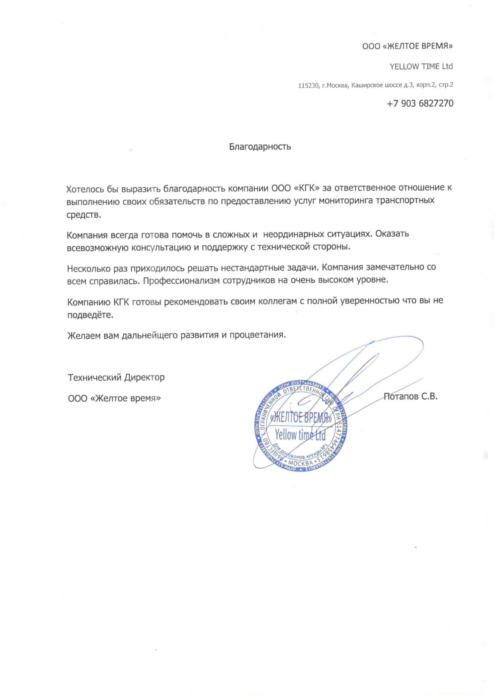 ООО «ЖЕЛТОЕ ВРЕМЯ»
YELLOW TIME Ltd
115230, г.Москва, Каширское шоссе д.3, корп.2, стр.2
+7 903 6827270
Благодарность
Хотелось бы выразить благодарность компании ООО «КГК» за ответственное отношение к
выполнению своих обязательств по предоставлению услуг мониторинга транспортных
средств.
Компания всегда готова помочь в сложных и неординарных ситуациях. Оказать
всевозможную консультацию и поддержку с технической стороны.
Несколько раз приходилось решать нестандартные задачи. Компания замечательно со
всем справилась. Профессионализм сотрудников на очень высоком уровне.
Компанию КГК готовы рекомендовать своим коллегам с полной уверенностью что вы не
подведёте.
Желаем вам дальнейщего развития и процветания.
Технический Директор
ООО «Желтое время»
Потапов С.В.
«ЖЕЛТОЕ ВРЕМЯ»
Yellow time Ltd
МОСКВА